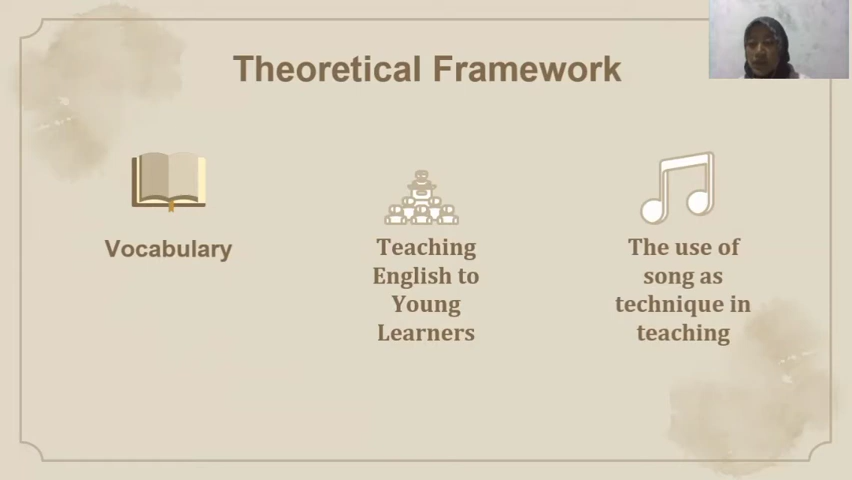 Theoretical Framework
Vocabulary
Teaching
English to
Young
Learners
The use of
song as
technique in
teaching